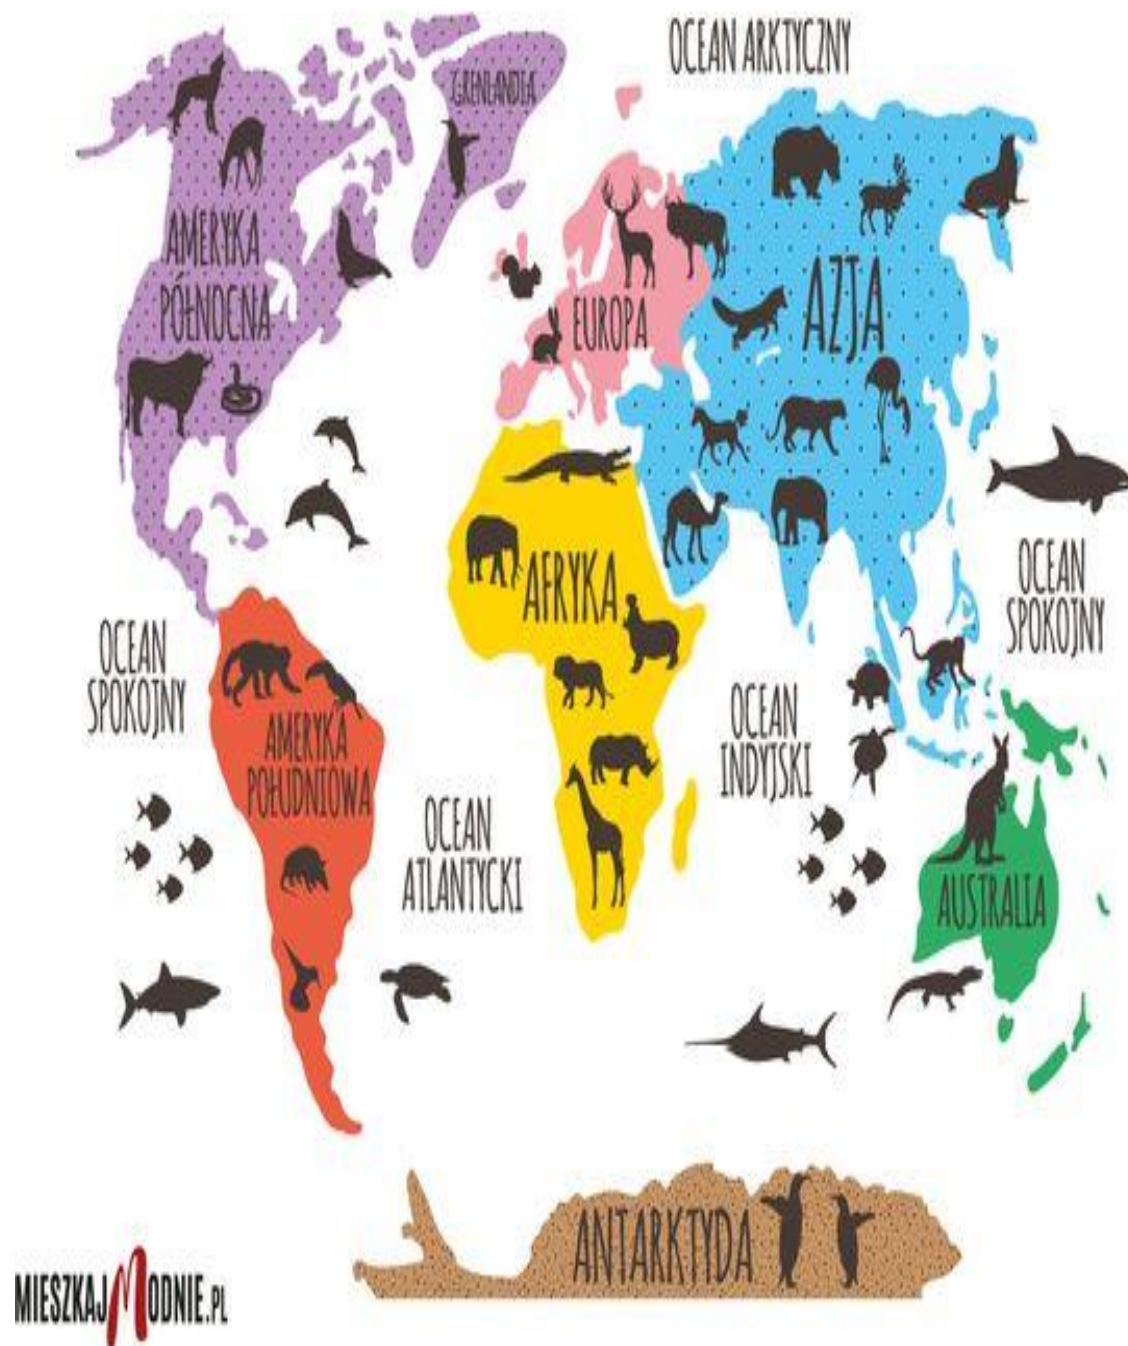 OCEAN ARKTYCZNY
GRENLANDIA
AMERYKA
PÓŁNOCNA
EUROPA
AZJA
AFRYKA
OCEAN
SPOKOJNY
OCEAN
SPOKOJNY
AMERYKA
POŁUDNIOWA
OCEAN
INDYJSKI
OCEAN
ATLANTYCKI
AUSTRALIA
ANTARKTYDA
MIESZKAJMODNIE.PL